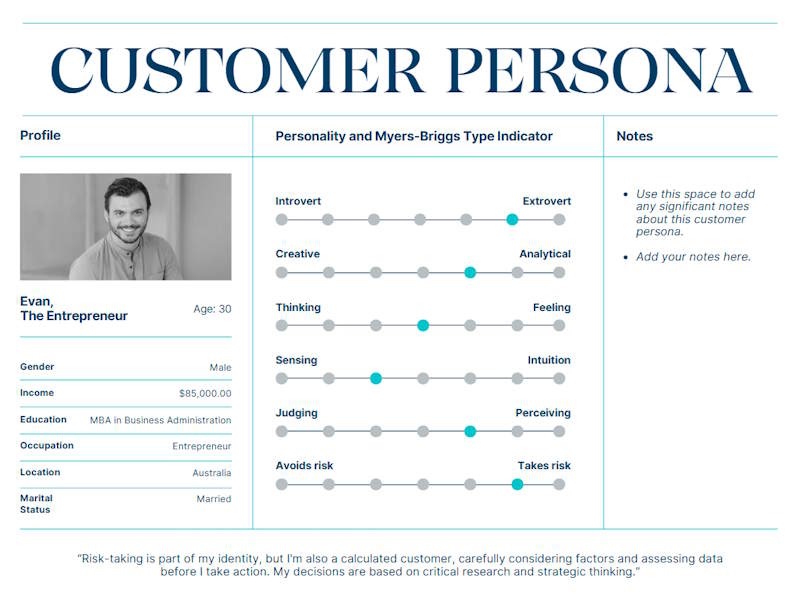 CUSTOMER PERSONA
Profile
Evan,
The Entrepreneur
Age: 30
Gender Male
Income $85,000.00
Education MBA in Business Administration
Occupation Entrepreneur
Location Australia
Marital Status Married
Personality and Myers-Briggs Type Indicator
Introvert Extrovert
Creative Analytical
Thinking Feeling
Sensing Intuition
Judging Perceiving
Avoids risk Takes risk
Notes
• Use this space to add
any significant notes
about this customer
persona.
• Add your notes here.
“Risk-taking is part of my identity, but I'm also a calculated customer, carefully considering factors and assessing data
before I take action. My decisions are based on critical research and strategic thinking.”